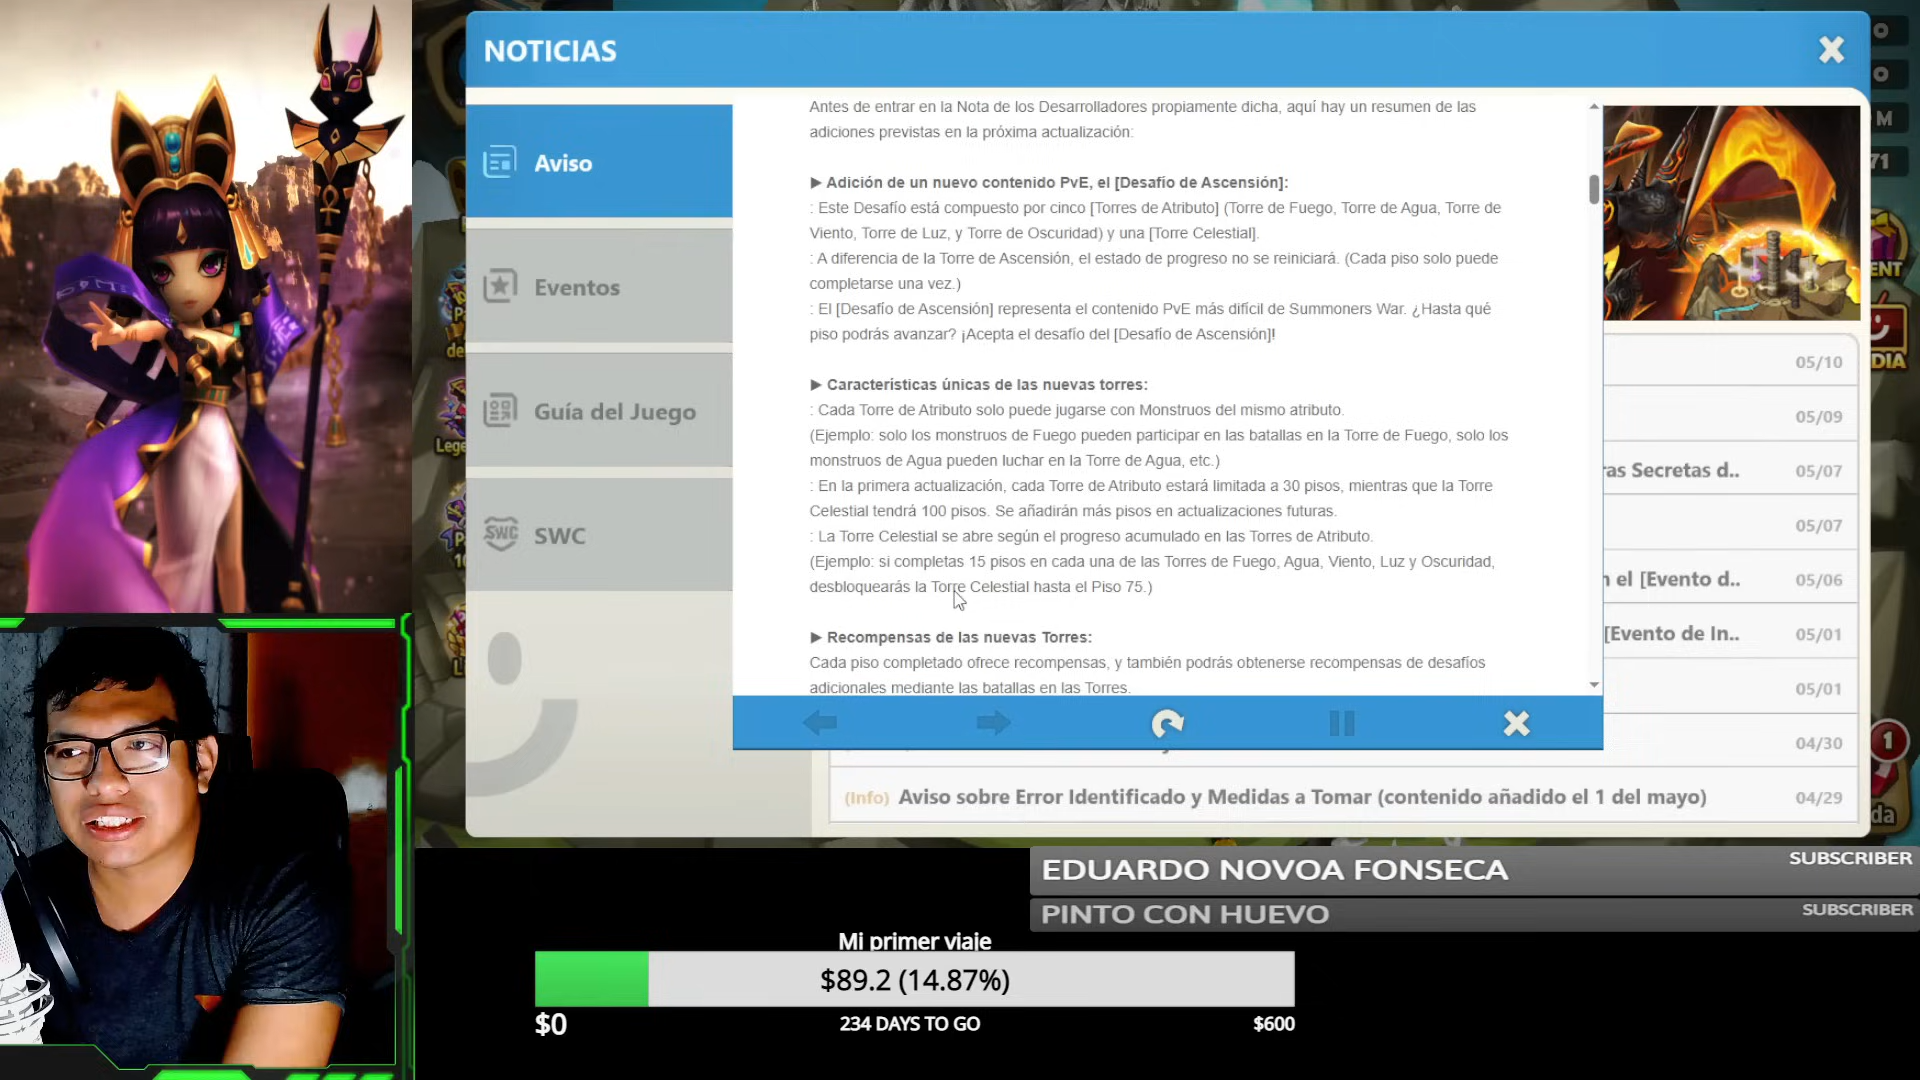 NOTICIAS
Aviso
Eventos
Guía del Juego
SWC
Antes de entrar en la Nota de los Desarrolladores propiamente dicha, aquí hay un resumen de las
adiciones previstas en la próxima actualización:
▶ Adición de un nuevo contenido PvE, el [Desafío de Ascensión]:
: Este Desafío está compuesto por cinco [Torres de Atributo] (Torre de Fuego, Torre de Agua, Torre de
Viento, Torre de Luz, y Torre de Oscuridad) y una [Torre Celestial].
: A diferencia de la Torre de Ascensión, el estado de progreso no se reiniciará. (Cada piso solo puede
completarse una vez.)
: El [Desafío de Ascensión] representa el contenido PvE más difícil de Summoners War. ¿Hasta qué
piso podrás avanzar? ¡Acepta el desafío del [Desafío de Ascensión]!
▶ Características únicas de las nuevas torres:
: Cada Torre de Atributo solo puede jugarse con Monstruos del mismo atributo.
(Ejemplo: solo los monstruos de Fuego pueden participar en las batallas en la Torre de Fuego, solo los
monstruos de Agua pueden luchar en la Torre de Agua, etc.)
: En la primera actualización, cada Torre de Atributo estará limitada a 30 pisos, mientras que la Torre
Celestial tendrá 100 pisos. Se añadirán más pisos en actualizaciones futuras.
: La Torre Celestial se abre según el progreso acumulado en las Torres de Atributo.
(Ejemplo: si completas 15 pisos en cada una de las Torres de Fuego, Agua, Viento, Luz y Oscuridad,
desbloquearás la Torre Celestial hasta el Piso 75.)
▶ Recompensas de las nuevas Torres:
Cada piso completado ofrece recompensas, y también podrás obtenerse recompensas de desafíos
adicionales mediante las batallas en las Torres.
05/10
05/09
ras Secretas d.. 05/07
05/07
n el [Evento d.. 05/06
[Evento de In.. 05/01
05/01
04/30
(Info) Aviso sobre Error Identificado y Medidas a Tomar (contenido añadido el 1 del mayo) 04/29
M
71
ENT
DIA
1
da
Lege
EDUARDO NOVOA FONSECA SUBSCRIBER
PINTO CON HUEVO SUBSCRIBER
Mi primer viaje
$89.2 (14.87%)
$0 234 DAYS TO GO $600